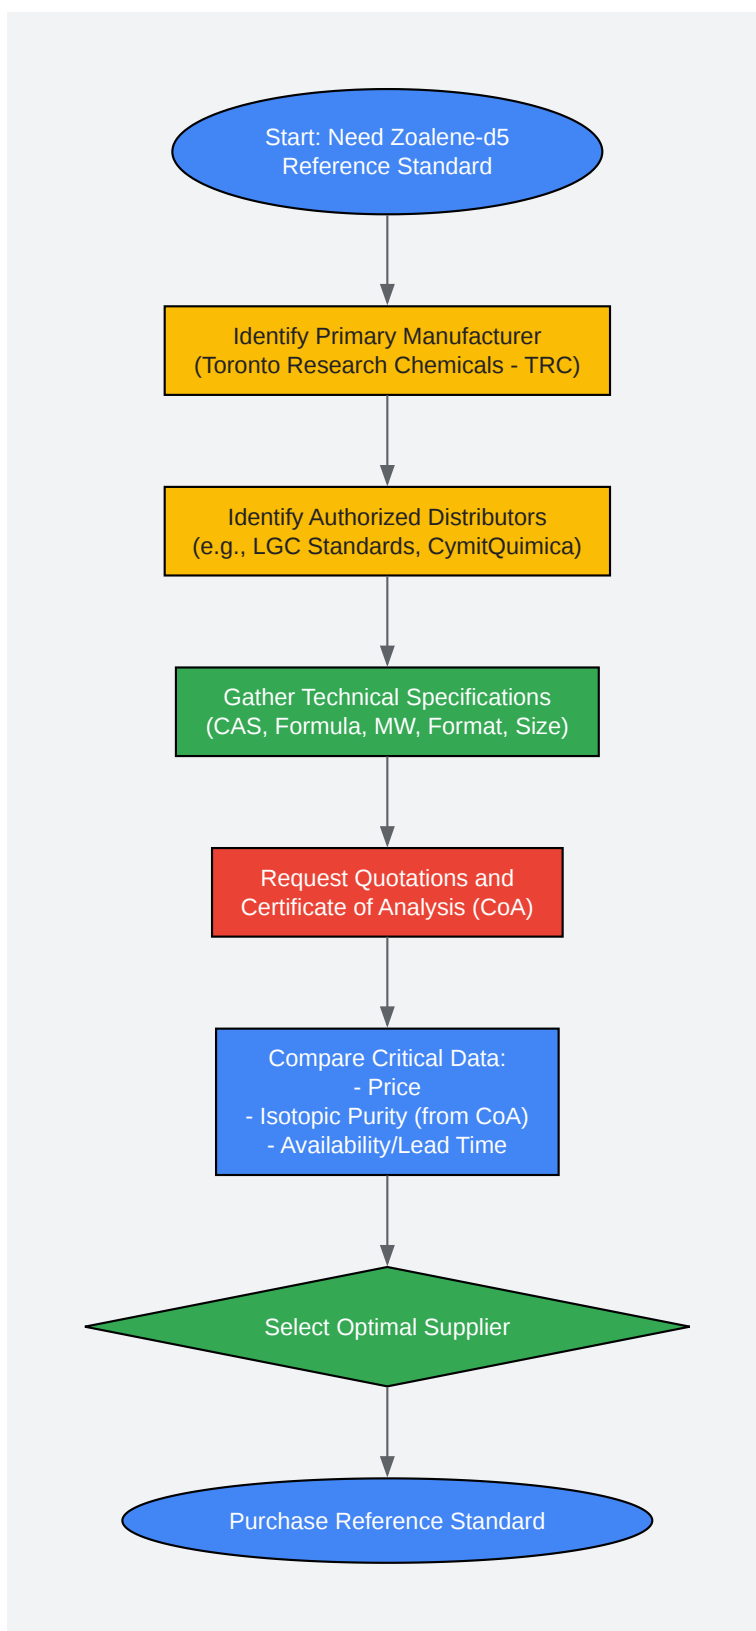 Start: Need Zoalene-d5
Reference Standard
Identify Primary Manufacturer
(Toronto Research Chemicals - TRC)
Identify Authorized Distributors
(e.g., LGC Standards, CymitQuimica)
Gather Technical Specifications
(CAS, Formula, MW, Format, Size)
Request Quotations and
Certificate of Analysis (CoA)
Compare Critical Data:
- Price
- Isotopic Purity (from CoA)
- Availability/Lead Time
Select Optimal Supplier
Purchase Reference Standard